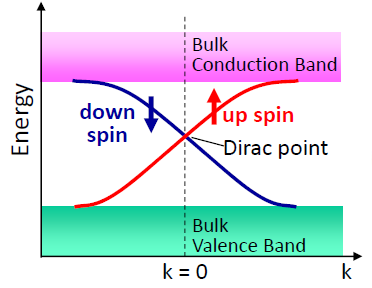 Bulk
Conduction Band
Energy
down
spin
up spin
Dirac point
Bulk
Valence Band
k = 0
k